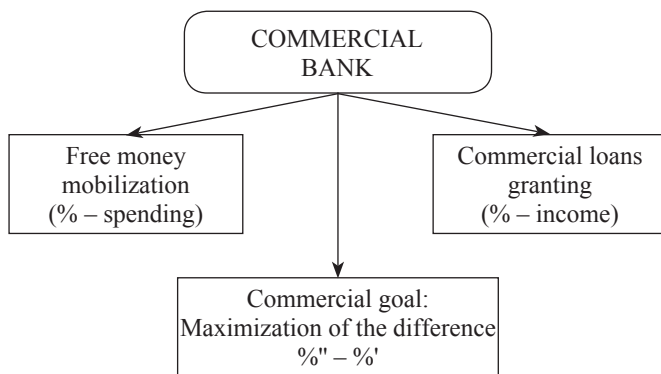 COMMERCIAL
BANK
Free money
mobilization
(% – spending)
Commercial loans
granting
(% – income)
Commercial goal:
Maximization of the difference
%" – %'